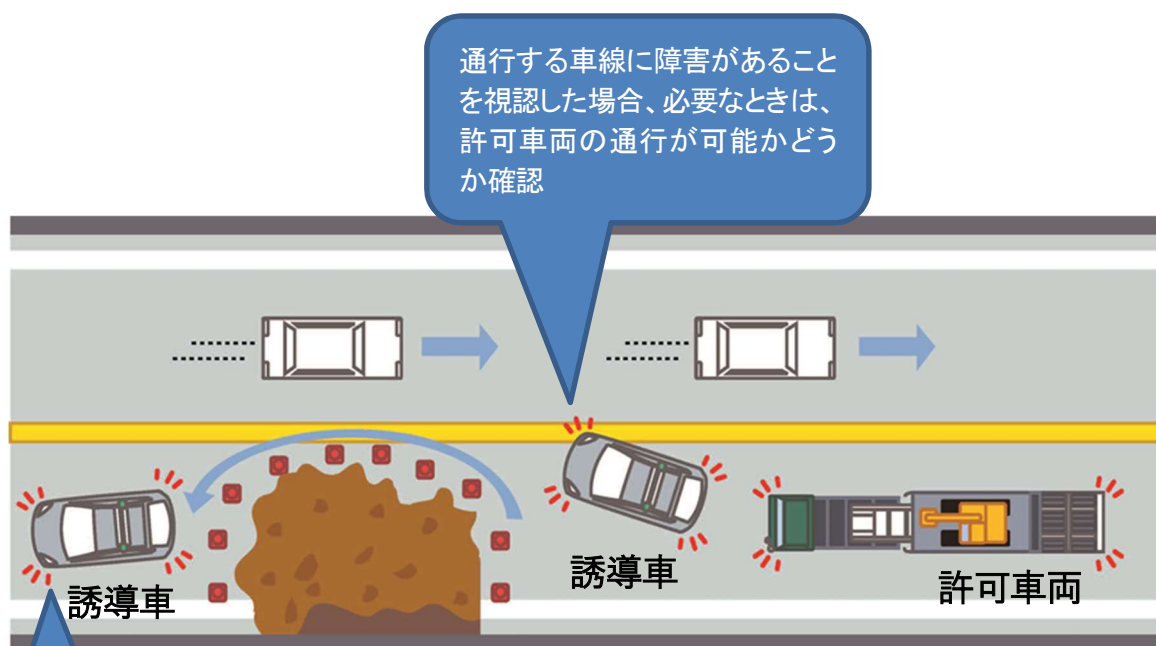 通行する車線に障害があること
を視認した場合、必要なときは、
許可車両の通行が可能かどう
か確認
誘導車
誘導車
許可車両